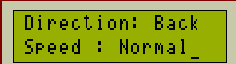 Direction: Back
Speed : Normal_